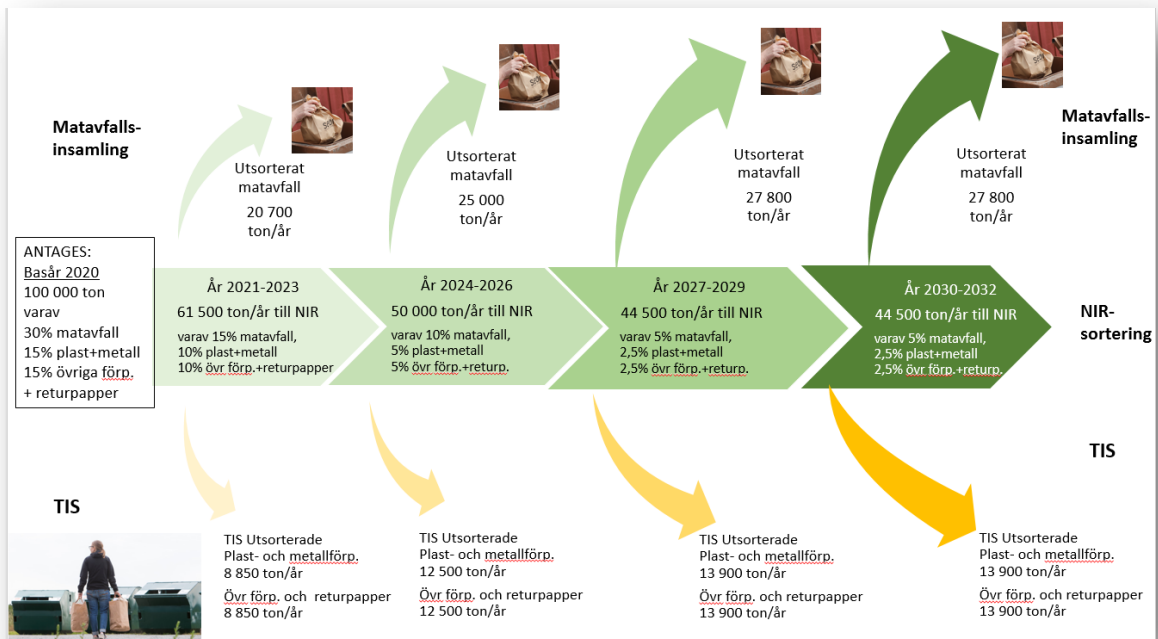 Matavfalls-
insamling
Utsorterat
matavfall
20 700
ton/år
Utsorterat
matavfall
25 000
ton/år
Utsorterat
matavfall
27 800
ton/år
Utsorterat
matavfall
27 800
ton/år
Matavfalls-
insamling
ANTAGES:
Basår 2020
100 000 ton
varav
30% matavfall
15% plast+metall
15% övriga förp.
+ returpapper
År 2021-2023
61 500 ton/år till NIR
varav 15% matavfall,
10% plast+metall
10% övr förp.+returpapper
År 2024-2026
50 000 ton/år till NIR
varav 10% matavfall,
5% plast+metall
5% övr förp.+returp.
År 2027-2029
44 500 ton/år till NIR
varav 5% matavfall,
2,5% plast+metall
2,5% övr förp.+returp.
År 2030-2032
44 500 ton/år till NIR
varav 5% matavfall,
2,5% plast+metall
2,5% övr förp.+returp.
NIR-
sortering
TIS
TIS
TIS Utsorterade
Plast- och metallförp.
8 850 ton/år
Övr förp. och returpapper
8 850 ton/år
TIS Utsorterade
Plast- och metallförp.
12 500 ton/år
Övr förp. och returpapper
12 500 ton/år
TIS Utsorterade
Plast- och metallförp.
13 900 ton/år
Övr förp. och returpapper
13 900 ton/år
TIS Utsorterade
Plast- och metallförp.
13 900 ton/år
Övr förp. och returpapper
13 900 ton/år